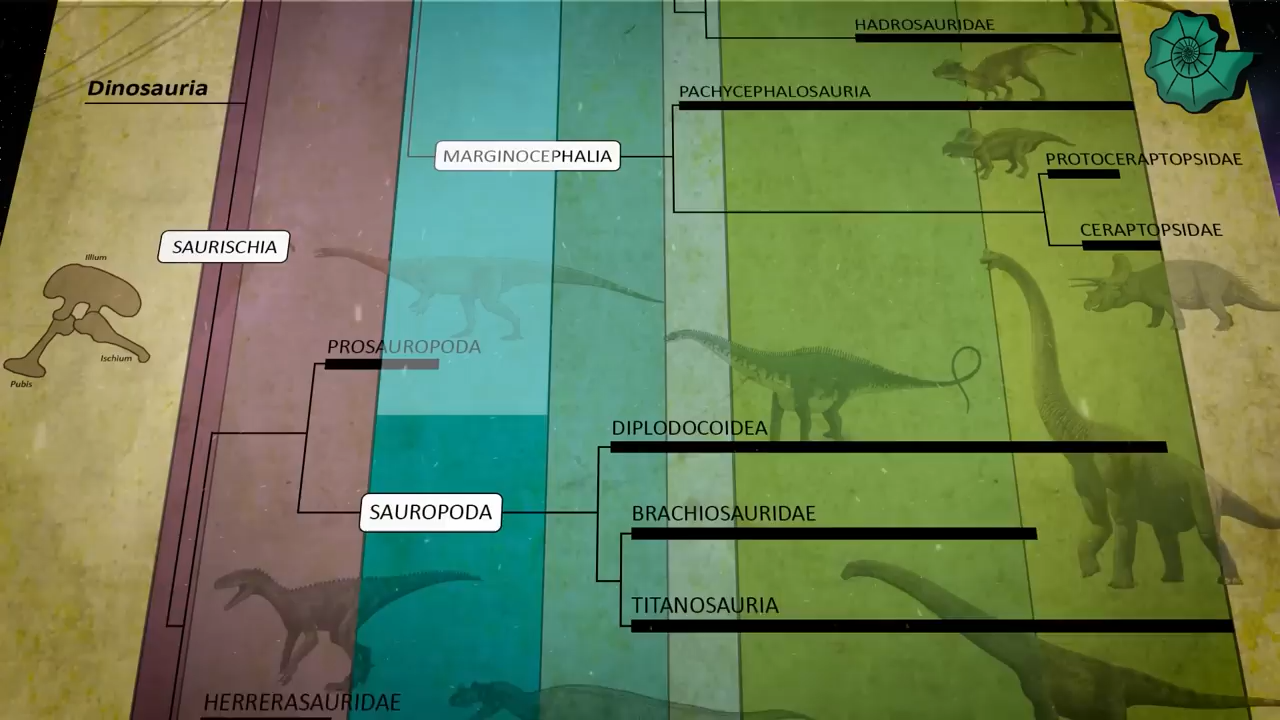 HADROSAURIDAE
Dinosauria
PACHYCEPHALOSAURIA
MARGINOCEPHALIA
PROTOCERAPTOPSIDAE
CERAPTOPSIDAE
SAURISCHIA
Illium
Ischium
Pubis
PROSAUROPODA
DIPLODOCOIDEA
SAUROPODA
BRACHIOSAURIDAE
TITANOSAURIA
HERRERASAURIDAE